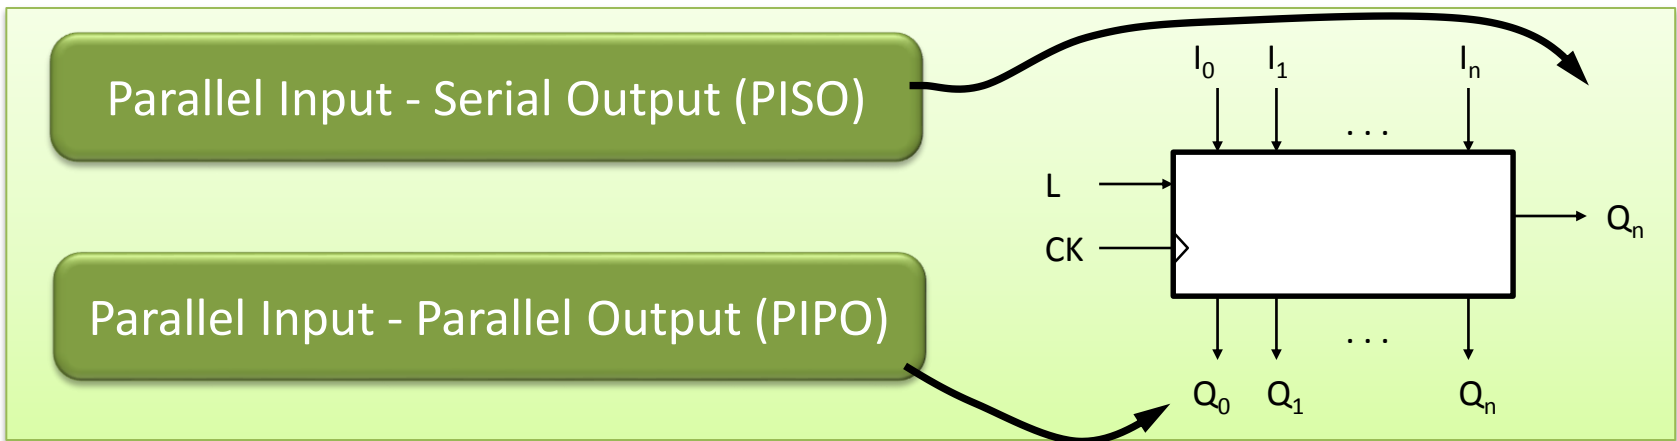 Parallel Input - Serial Output (PISO)
Parallel Input - Parallel Output (PIPO)
I0 I1 . . . In
L
CK
Qn
Q0 Q1 . . . Qn